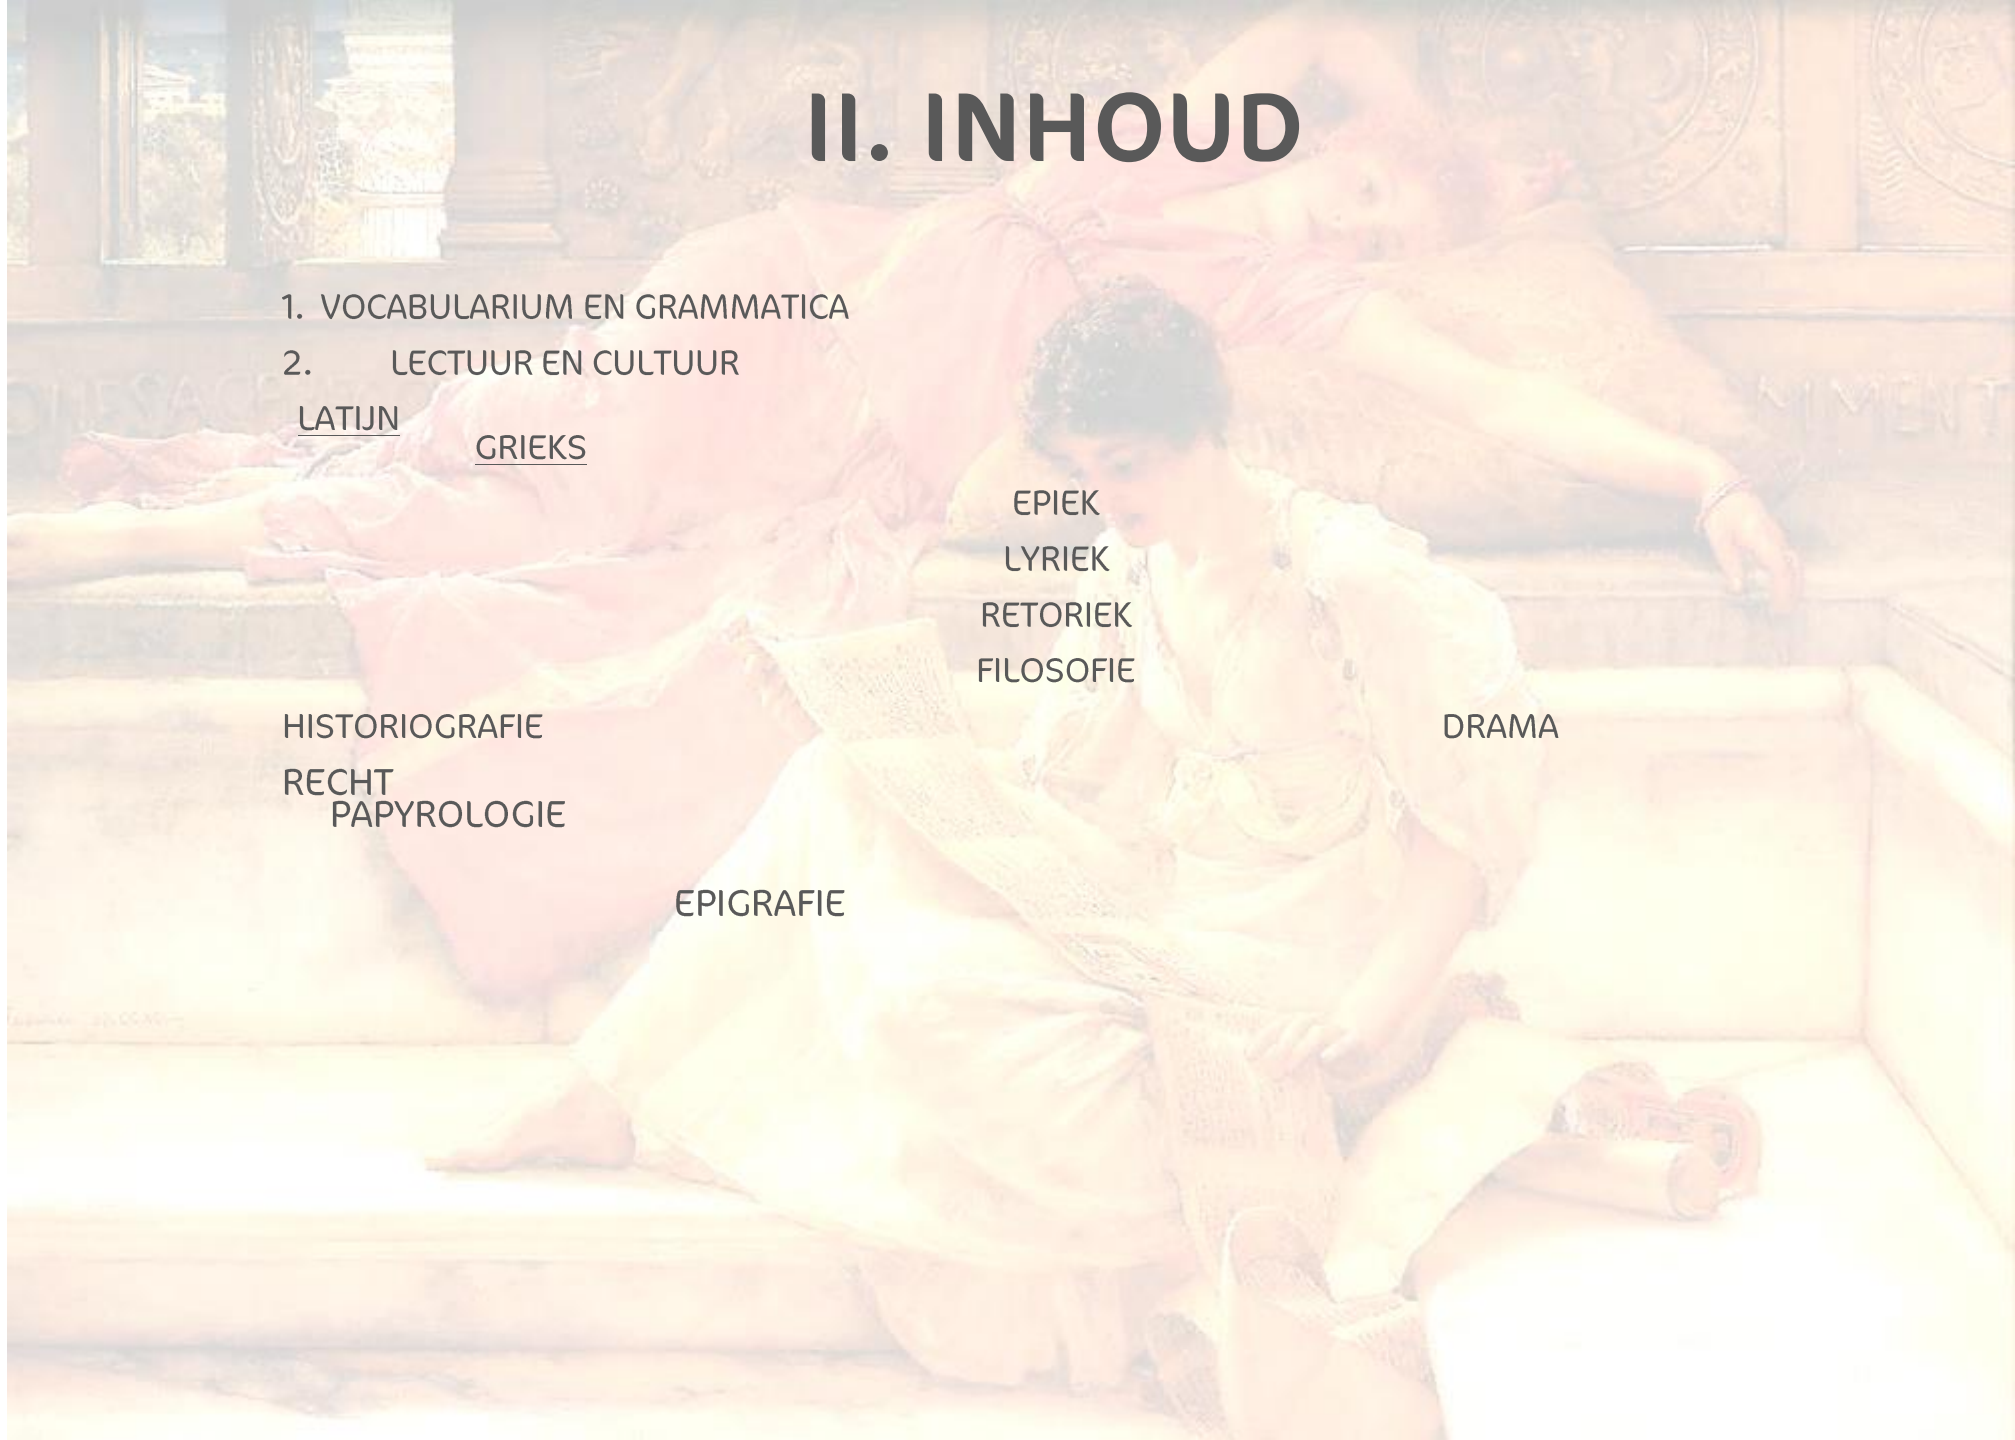 II. INHOUD
1. VOCABULARIUM EN GRAMMATICA
2. LECTUUR EN CULTUUR
LATIJN
GRIEKS
EPIEK
LYRIEK
RETORIEK
FILOSOFIE
HISTORIOGRAFIE DRAMA
RECHT
PAPYROLOGIE
EPIGRAFIE